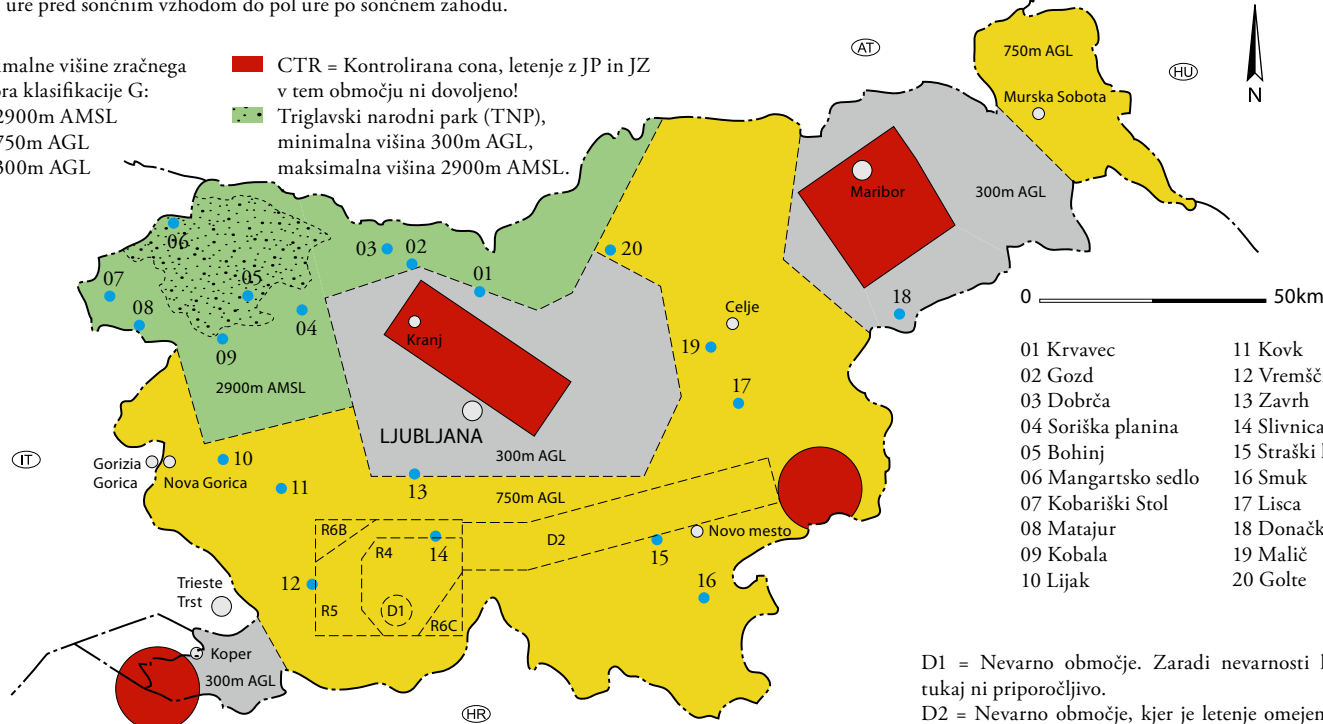 ure pred sončnim vzhodom do pol ure po sončnem zahodu.
malne višine zračnega
ora klasifikacije G:
2900m AMSL
750m AGL
300m AGL
CTR = Kontrolirana cona, letenje z JP in JZ
v tem območju ni dovoljeno!
Triglavski narodni park (TNP),
minimalna višina 300m AGL,
maksimalna višina 2900m AMSL.
AT
HU
N
750m AGL
Murska Sobota
Maribor
300m AGL
06
03
02
20
07
05
01
08
04
18
09
Kranj
Celje
19
2900m AMSL
17
LJUBLJANA
300m AGL
IT
Gorizia
Gorica
Nova Gorica
10
11
13
750m AGL
R6B
R4
14
D2
Novo mesto
15
12
R5
D1
R6C
16
Trieste
Trst
Koper
300m AGL
HR
0 50km
01 Krvavec
02 Gozd
03 Dobrča
04 Soriška planina
05 Bohinj
06 Mangartsko sedlo
07 Kobariški Stol
08 Matajur
09 Kobala
10 Lijak
11 Kovk
12 Vremšč
13 Zavrh
14 Slivnica
15 Straški
16 Smuk
17 Lisca
18 Donačk
19 Malič
20 Golte
D1 = Nevarno območje. Zaradi nevarnosti
tukaj ni priporočljivo.
D2 = Nevarno območje, kjer je letenje omejen